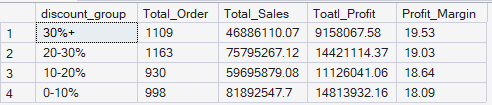 discount_group Total_Order Total_Sales Toatl_Profit Profit_Margin
1 30%+ 1109 46886110.07 9158067.58 19.53
2 20-30% 1163 75795267.12 14421114.37 19.03
3 10-20% 930 59695879.08 11126041.06 18.64
4 0-10% 998 81892547.7 14813932.16 18.09